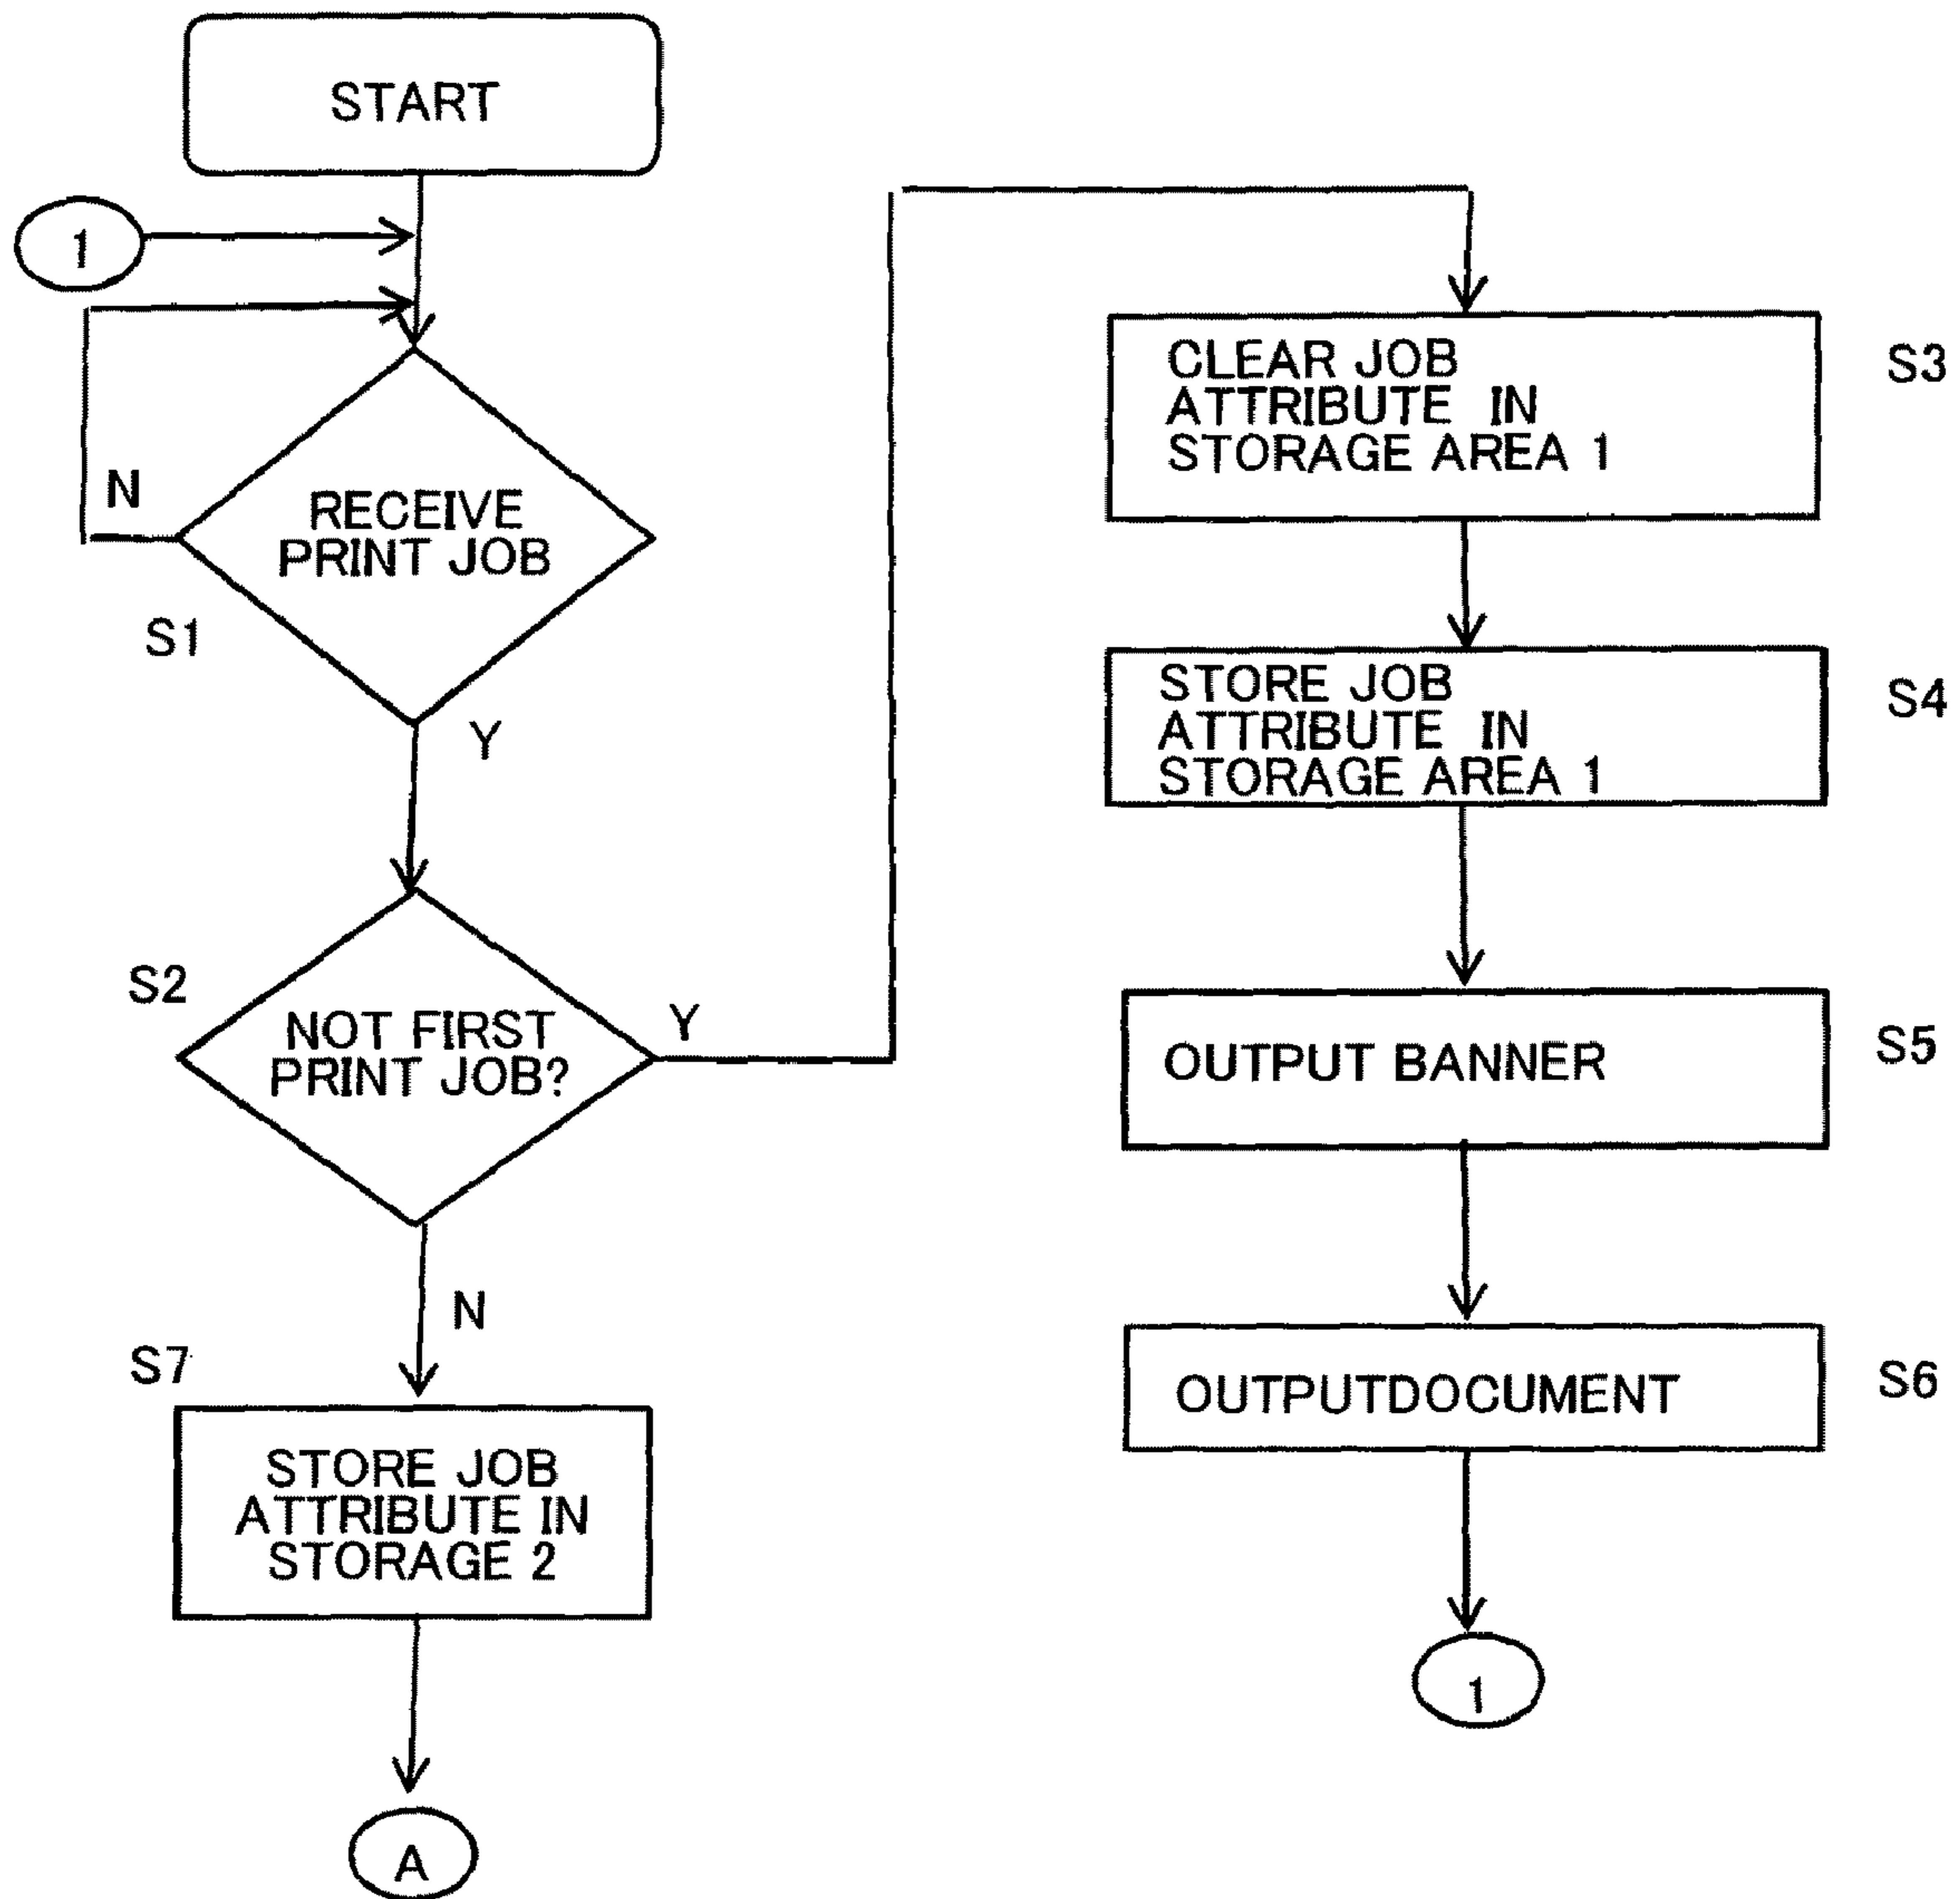 START
1
N
RECEIVE
PRINT JOB
S1
Y
S2
NOT FIRST
PRINT JOB?
Y
N
S7
STORE JOB
ATTRIBUTE IN
STORAGE 2
A
CLEAR JOB
ATTRIBUTE IN
STORAGE AREA 1
S3
STORE JOB
ATTRIBUTE IN
STORAGE AREA 1
S4
OUTPUT BANNER
S5
OUTPUTDOCUMENT
S6
1